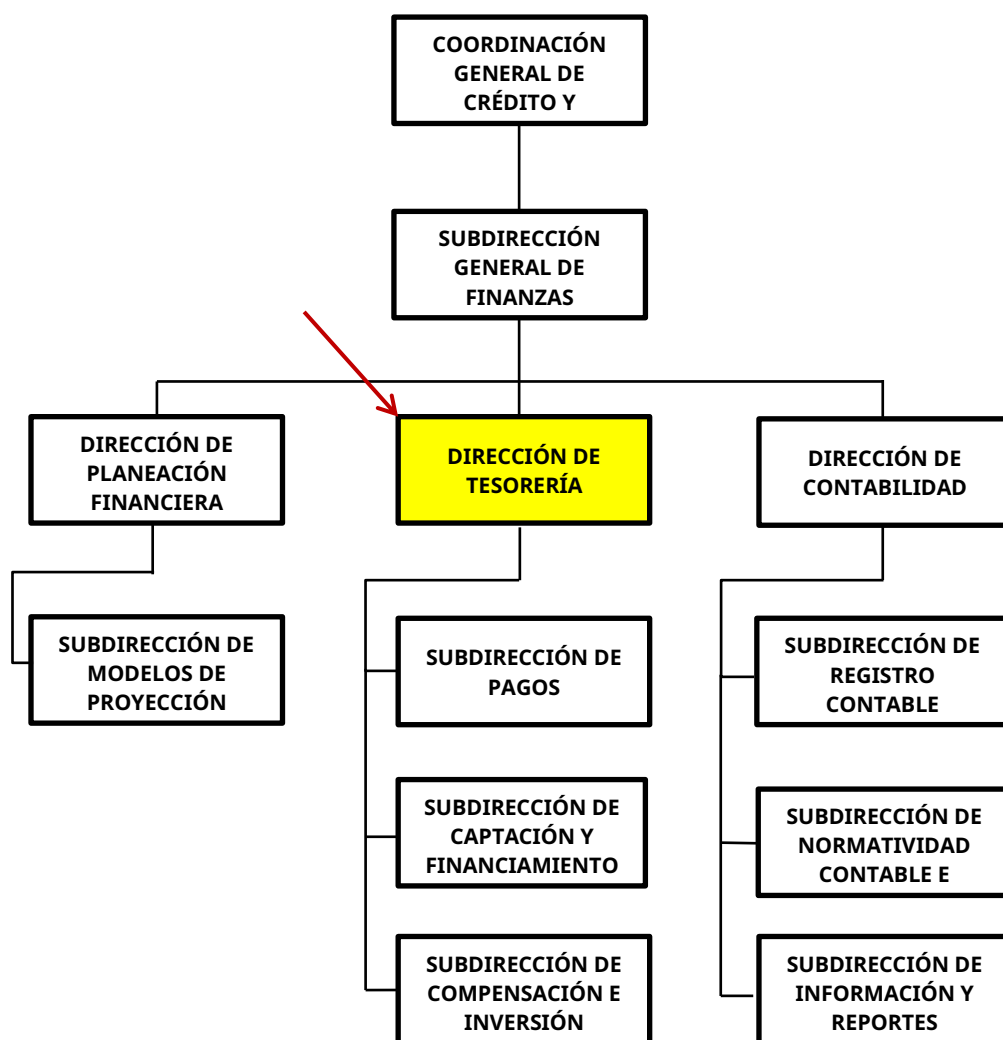 COORDINACIÓN
GENERAL DE
CRÉDITO Y
SUBDIRECCIÓN
GENERAL DE
FINANZAS
DIRECCIÓN DE
PLANEACIÓN
FINANCIERA
DIRECCIÓN DE
TESORERÍA
DIRECCIÓN DE
CONTABILIDAD
SUBDIRECCIÓN DE
MODELOS DE
PROYECCIÓN
SUBDIRECCIÓN DE
PAGOS
SUBDIRECCIÓN DE
REGISTRO
CONTABLE
SUBDIRECCIÓN DE
CAPTACIÓN Y
FINANCIAMIENTO
SUBDIRECCIÓN DE
NORMATIVIDAD
CONTABLE E
SUBDIRECCIÓN DE
COMPENSACIÓN E
INVERSIÓN
SUBDIRECCIÓN DE
INFORMACIÓN Y
REPORTES